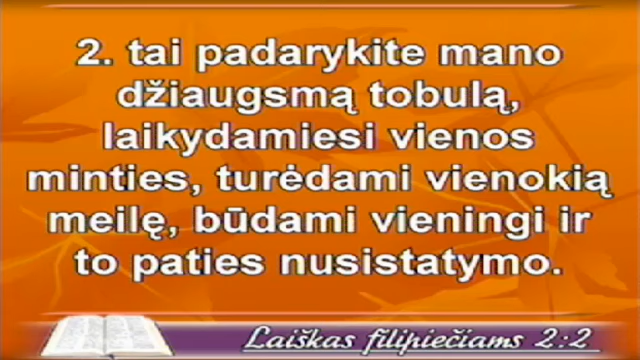 2. tai padarykite mano
džiaugsmą tobulą,
laikydamiesi vienos
minties, turėdami vienokią
meilę, būdami vieningi ir
to paties nusistatymo.
Laiškas filipiečiams 2:2